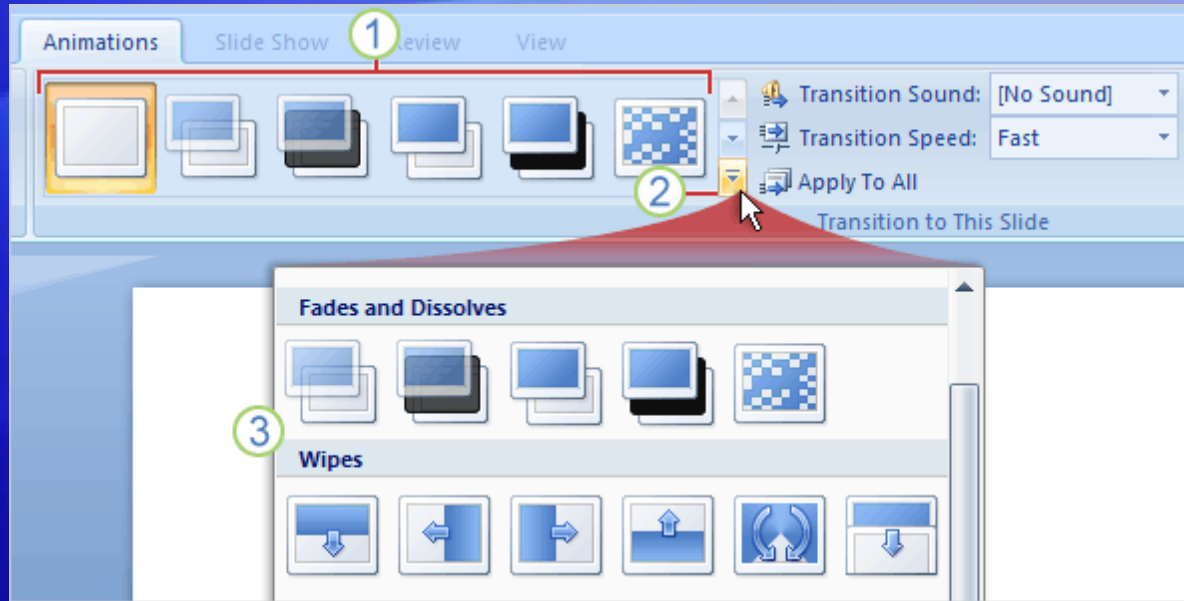 Animations Slide Show 1 Review View
Transition Sound: [No Sound]
Transition Speed: Fast
2 Apply To All
Transition to This Slide
Fades and Dissolves
3
Wipes